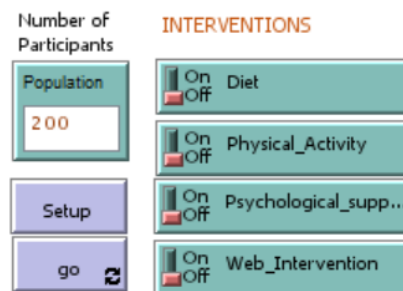 Number of
Participants
Population
200
Setup
go
INTERVENTIONS
On
Off
Diet
On
Off
Physical_Activity
On
Off
Psychological_supp..
On
Off
Web_Intervention